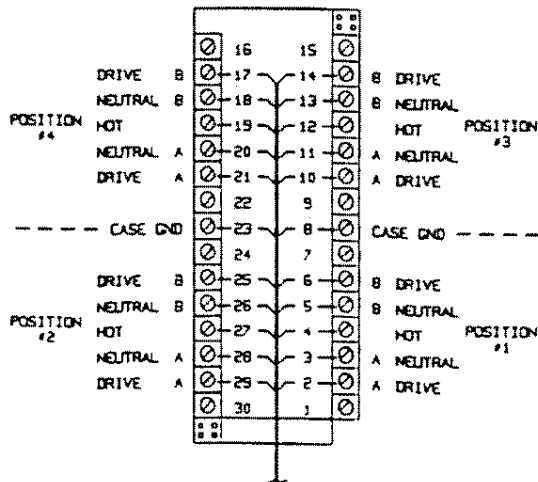 16 15
DRIVE B 17 14 B DRIVE
NEUTRAL B 18 13 B NEUTRAL
POSITION #4
HOT 19 12 HOT
POSITION #3
NEUTRAL A 20 11 A NEUTRAL
DRIVE A 21 10 A DRIVE
22 9
CASE GND 23 8 CASE GND
24 7
DRIVE B 25 6 B DRIVE
NEUTRAL B 26 5 B NEUTRAL
POSITION #2
HOT 27 4 HOT
POSITION #1
NEUTRAL A 28 3 A NEUTRAL
DRIVE A 29 2 A DRIVE
30 1